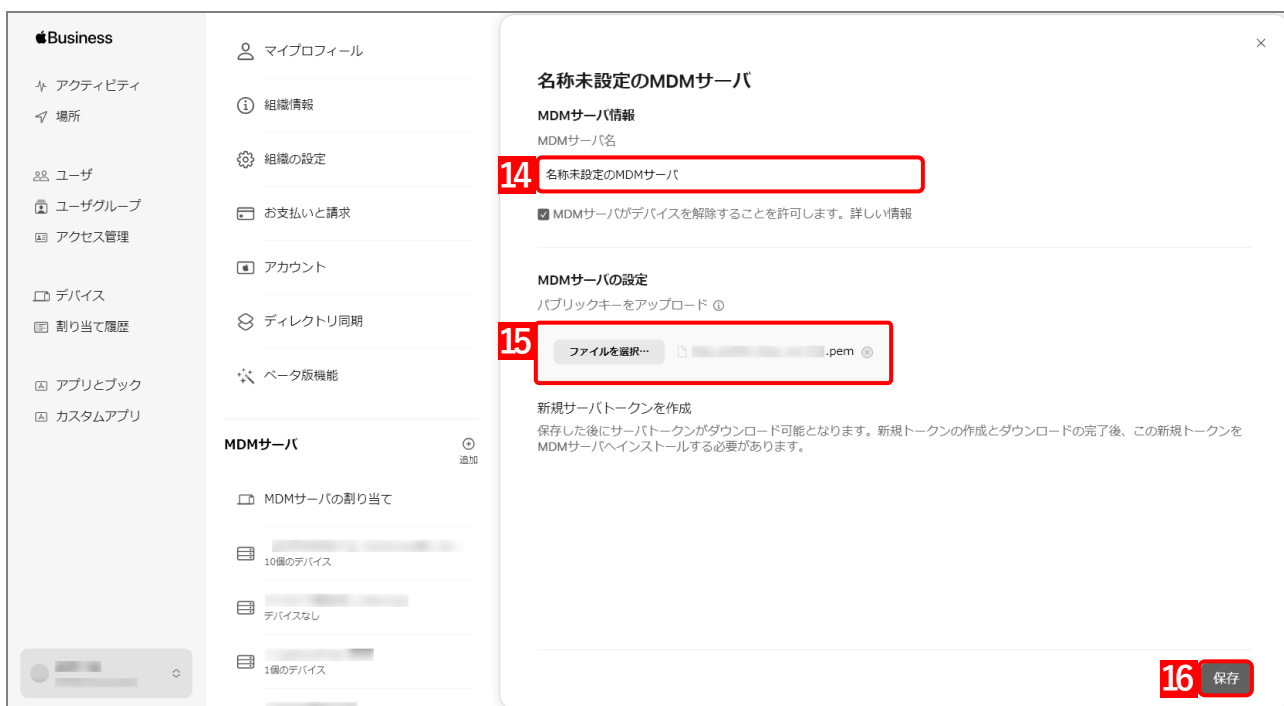 Business
アクティビティ
場所
ユーザ
ユーザグループ
アクセス管理
デバイス
割り当て履歴
アプリとブック
カスタムアプリ
マイプロフィール
組織情報
組織の設定
お支払いと請求
アカウント
ディレクトリ同期
ベータ版機能
MDMサーバ
追加
MDMサーバの割り当て
10個のデバイス
デバイスなし
1個のデバイス
名称未設定のMDMサーバ
MDMサーバ情報
MDMサーバ名
14
名称未設定のMDMサーバ
MDMサーバがデバイスを解除することを許可します。詳しい情報
MDMサーバの設定
パブリックキーをアップロード
15
ファイルを選択… .pem
新規サーバトークンを作成
保存した後にサーバトークンがダウンロード可能となります。新規トークンの作成とダウンロードの完了後、この新規トークンを
MDMサーバへインストールする必要があります。
16
保存